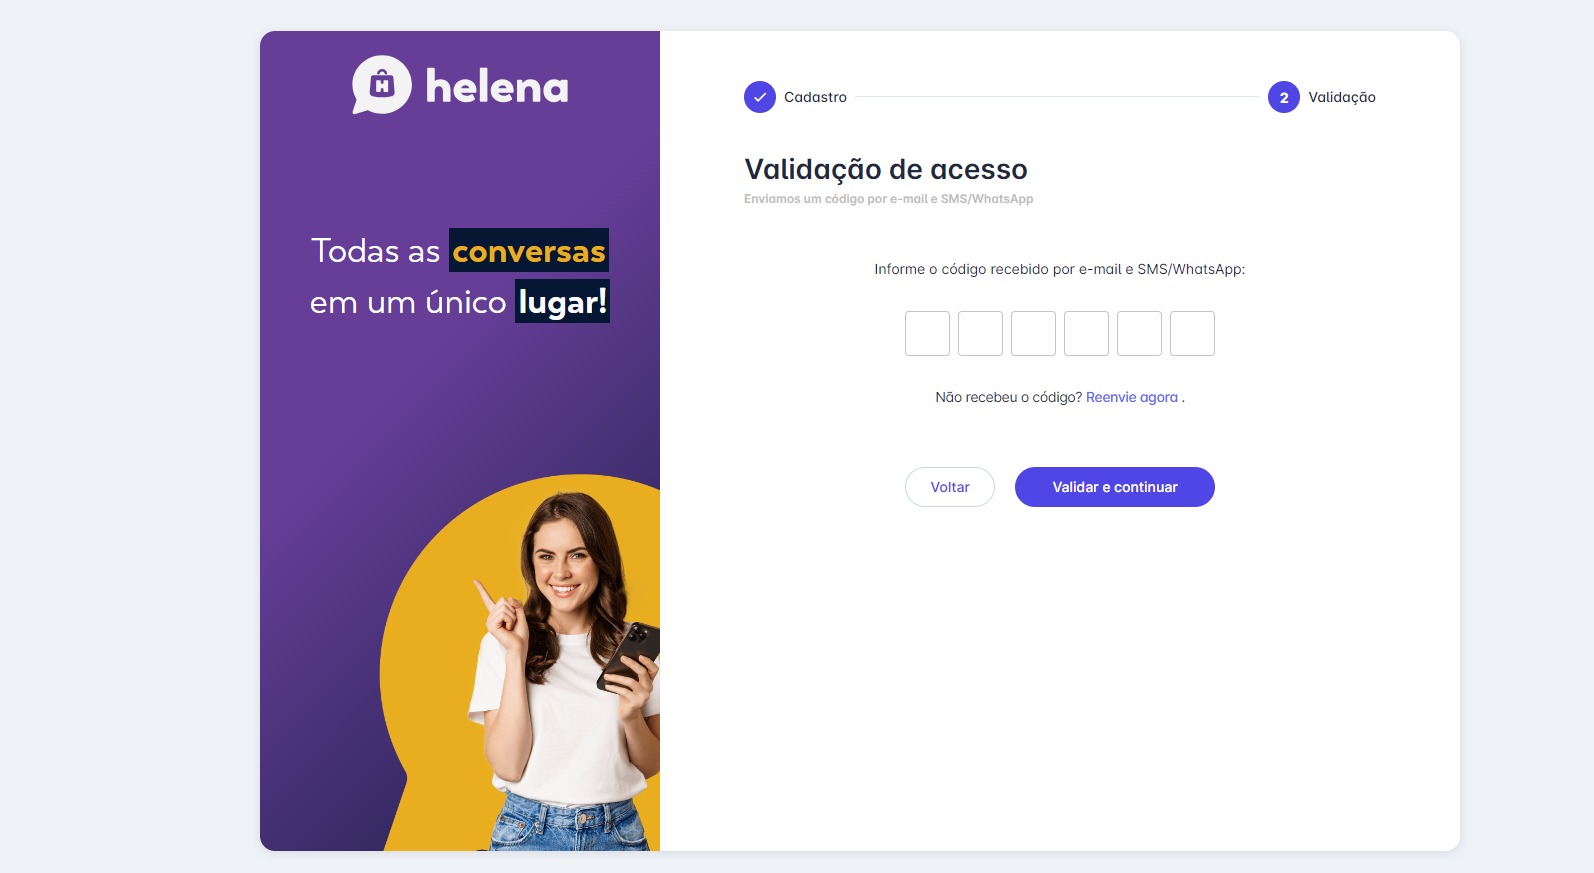 helena
Todas as conversas
em um único lugar!
Cadastro
2 Validação
Validação de acesso
Enviamos um código por e-mail e SMS/WhatsApp
Informe o código recebido por e-mail e SMS/WhatsApp:
Não recebeu o código? Reenvie agora .
Voltar
Validar e continuar